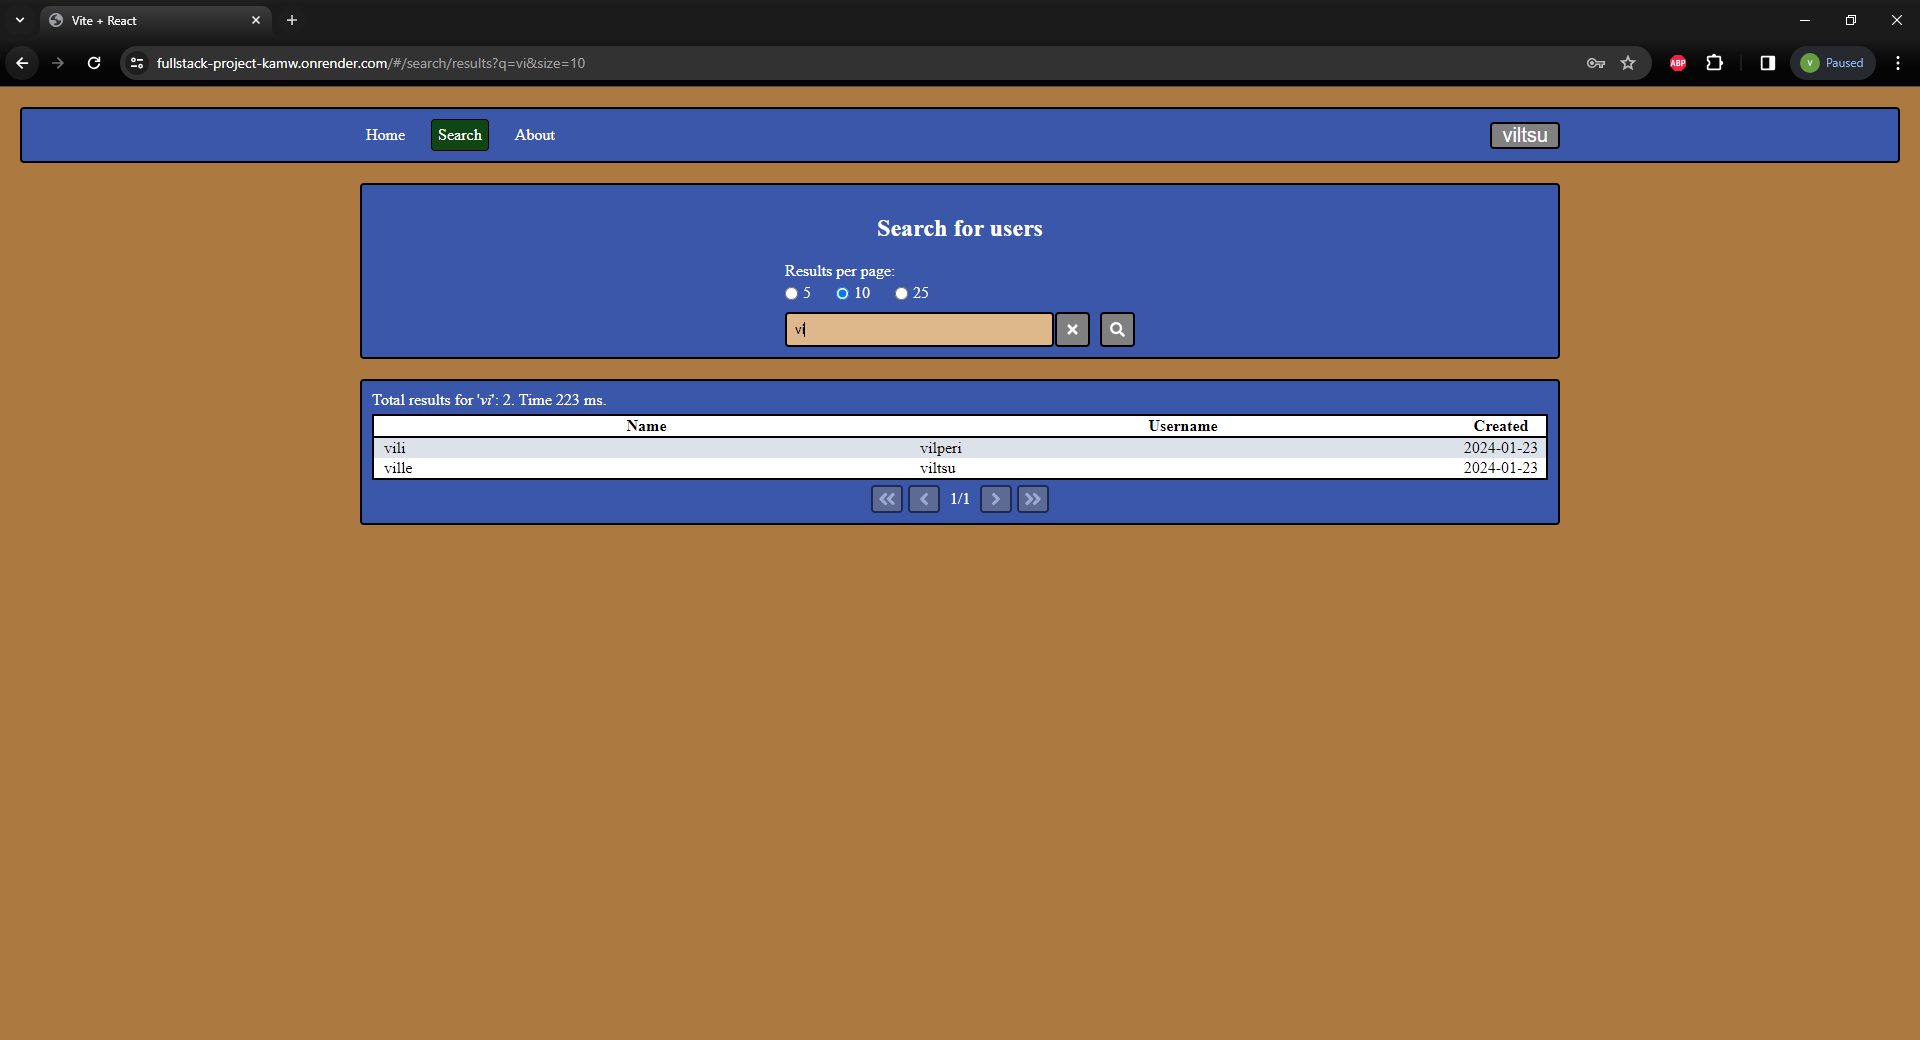 Vite + React
fullstack-project-kamw.onrender.com/#/search/results?q=vi&size=10
ABP
V Paused
Home Search About viltsu
Search for users
Results per page:
5 10 25
vi
Total results for 'vi': 2. Time 223 ms.
Name Username Created
vili vilperi 2024-01-23
ville viltsu 2024-01-23
1/1